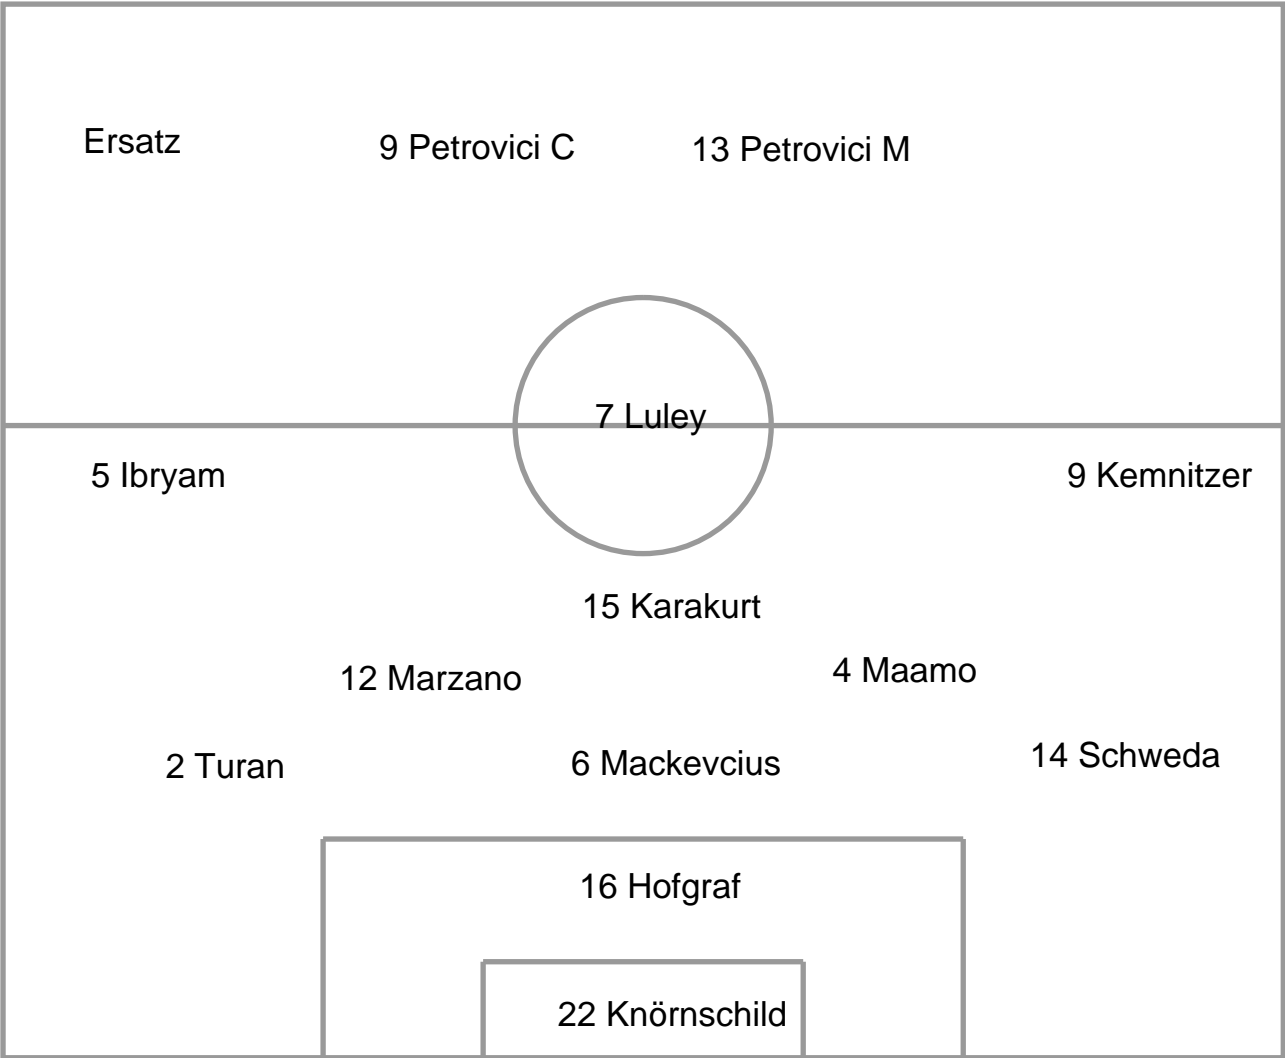 Ersatz
9 Petrovici C
13 Petrovici M
7 Luley
5 Ibryam
9 Kemnitzer
15 Karakurt
12 Marzano
4 Maamo
2 Turan
6 Mackevcius
14 Schweda
16 Hofgraf
22 Knörnschild